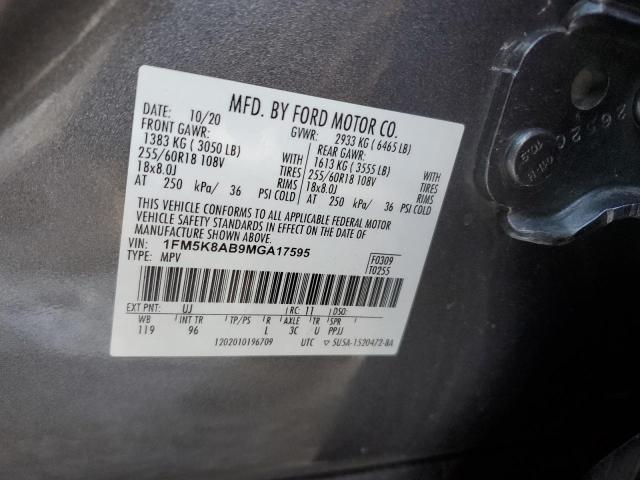 MFD. BY FORD MOTOR CO.
DATE: 10/20 GVWR: 2933 KG ( 6465 LB)
FRONT GAWR: REAR GAWR:
1383 KG ( 3050 LB) WITH 1613 KG ( 3555 LB) WITH
255/60R18 108V TIRES 255/60R18 108V TIRES
18x8.0J RIMS 18x8.0J RIMS
AT 250 kPa/ 36 PSI COLD AT 250 kPa/ 36 PSI COLD
THIS VEHICLE CONFORMS TO ALL APPLICABLE FEDERAL MOTOR
VEHICLE SAFETY STANDARDS IN EFFECT ON THE DATE OF
MANUFACTURE SHOWN ABOVE.
VIN: 1FM5K8AB9MGA17595 F0309
TYPE: MPV T0255
EXT PNT: UJ RC: 11 DSO:
WB INT TR TP/PS R AXLE TR SPR
119 96 L 3C U PPJJ
1202010196709 UTC ▽ 5U5A-1520472-BA